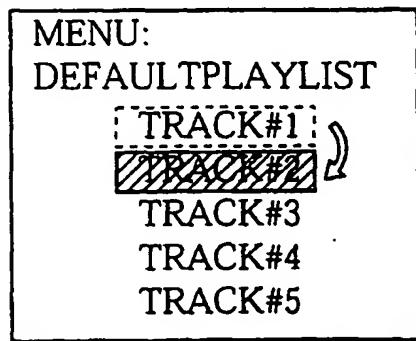 MENU:
DEFAULTPLAYLIST
TRACK#1
TRACK#2
TRACK#3
TRACK#4
TRACK#5